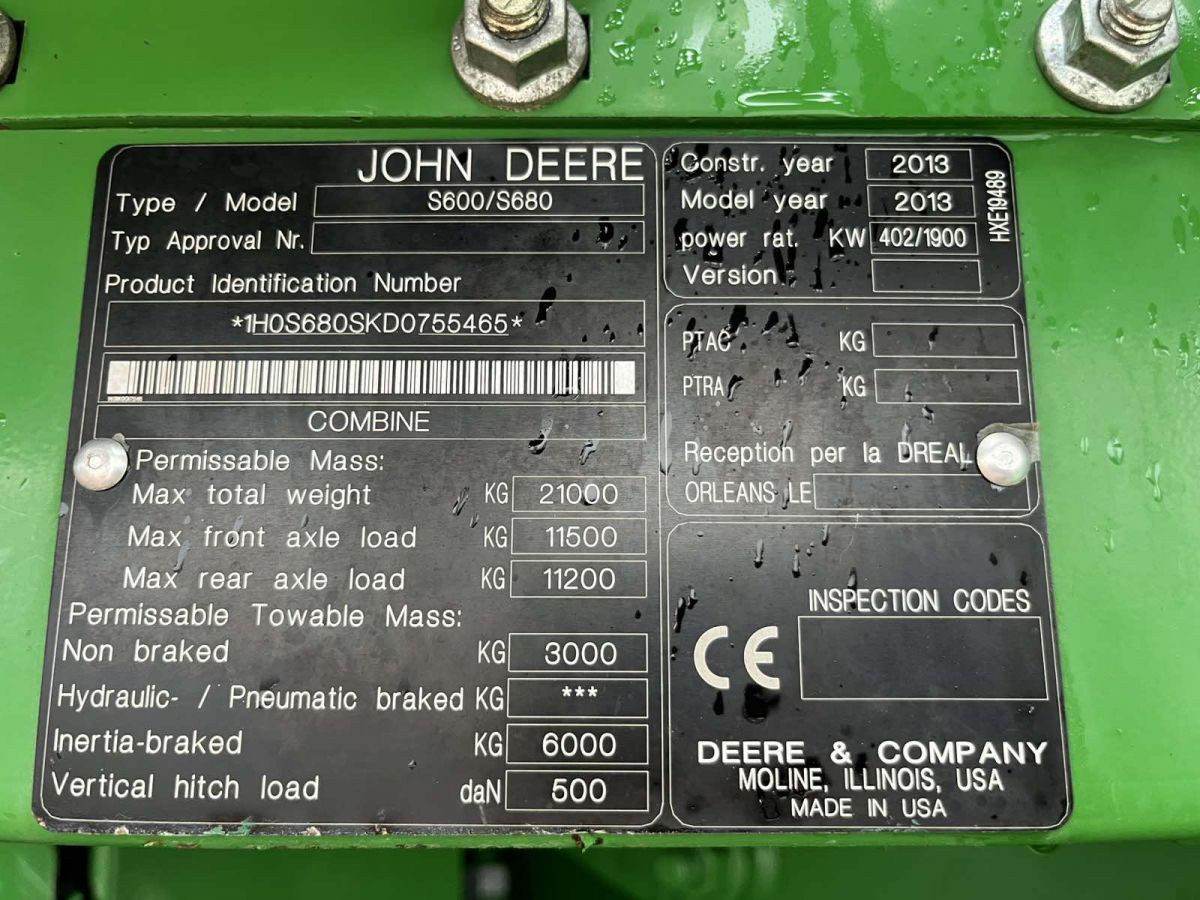 JOHN DEERE
Type / Model S600/S680
Typ Approval Nr.
Product Identification Number
*1H0S680SKD0755465*
COMBINE
Permissable Mass:
Max total weight KG 21000
Max front axle load KG 11500
Max rear axle load KG 11200
Permissable Towable Mass:
Non braked KG 3000
Hydraulic- / Pneumatic braked KG ***
Inertia-braked KG 6000
Vertical hitch load daN 500
Constr. year 2013
Model year 2013
power rat. KW 402/1900
Version
HXE19489
PTAC KG
PTRA KG
Reception per la DREAL
ORLEANS LE
INSPECTION CODES
CE
DEERE & COMPANY
MOLINE, ILLINOIS, USA
MADE IN USA